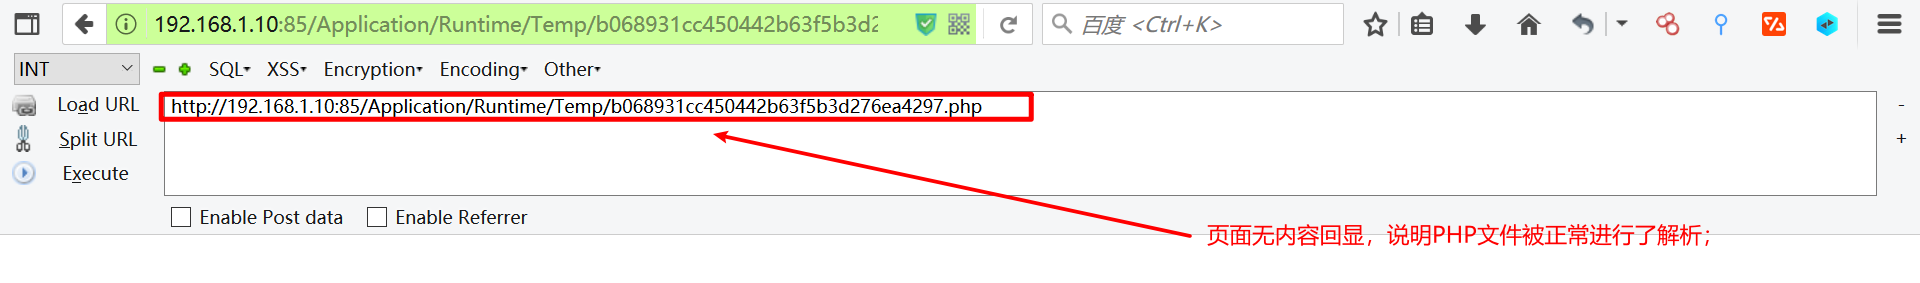 192.168.1.10:85/Application/Runtime/Temp/b068931cc450442b63f5b3d2
百度 <Ctrl+K>
INT SQL XSS Encryption Encoding Other
Load URL
http://192.168.1.10:85/Application/Runtime/Temp/b068931cc450442b63f5b3d276ea4297.php
-
Split URL
+
Execute
Enable Post data Enable Referrer
页面无内容回显，说明PHP文件被正常进行了解析；